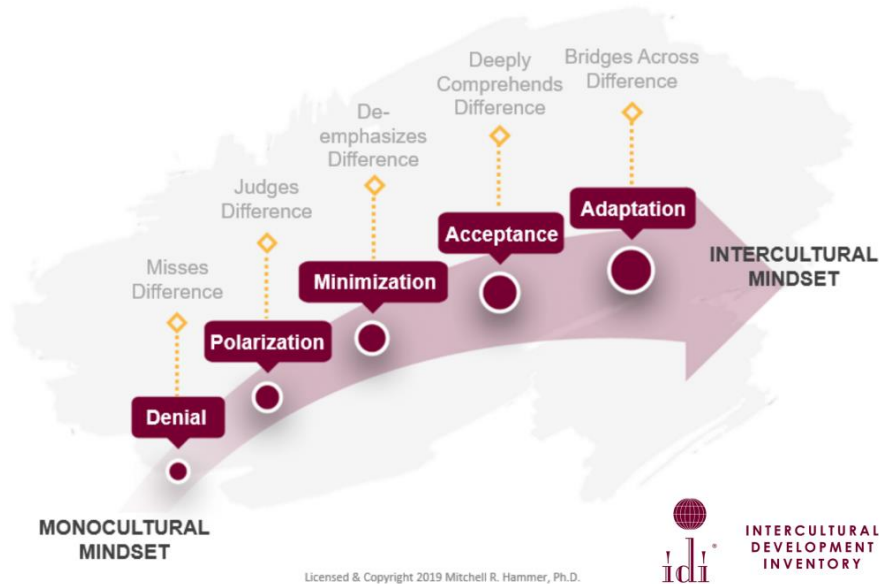 Misses
Difference
Judges
Difference
De-
emphasizes
Difference
Deeply
Comprehends
Difference
Bridges Across
Difference
Denial
Polarization
Minimization
Acceptance
Adaptation
MONOCULTURAL
MINDSET
INTERCULTURAL
MINDSET
Licensed & Copyright 2019 Mitchell R. Hammer, Ph.D.
idi®
INTERCULTURAL
DEVELOPMENT
INVENTORY